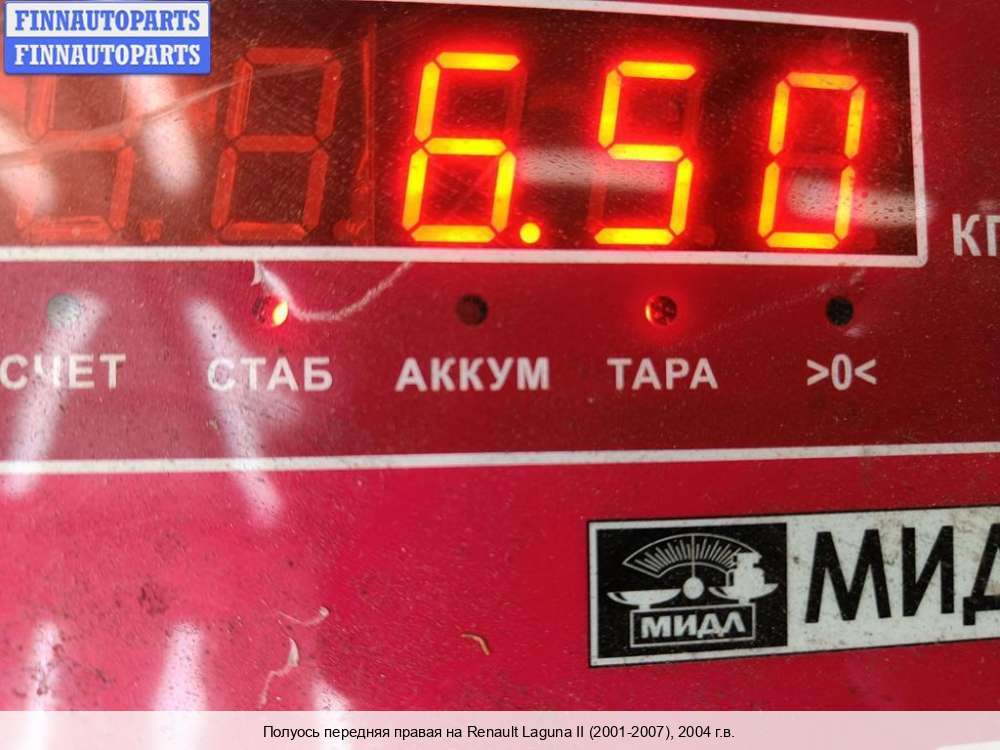 FINNAUTOPARTS
FINNAUTOPARTS
6.50
КГ
СЧЕТ СТАБ АККУМ ТАРА >0<
МИДЛ МИД
Полуось передняя правая на Renault Laguna II (2001-2007), 2004 г.в.